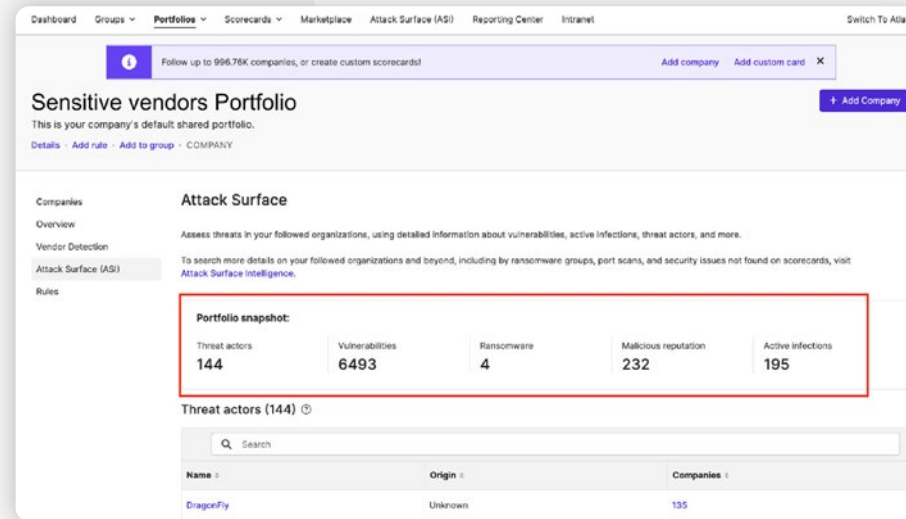 Dashboard Groups Portfolios Scorecards Marketplace Attack Surface (ASI) Reporting Center Intranet Switch To Atla
Follow up to 996.76K companies, or create custom scorecards! Add company Add custom card X
Sensitive vendors Portfolio
+ Add Company
This is your company's default shared portfolio.
Details · Add rule · Add to group · COMPANY
Companies
Overview
Vendor Detection
Attack Surface (ASI)
Rules
Attack Surface
Assess threats in your followed organizations, using detailed information about vulnerabilities, active infections, threat actors, and more.
To search more details on your followed organizations and beyond, including by ransomware groups, port scans, and security issues not found on scorecards, visit
Attack Surface Intelligence.
Portfolio snapshot:
Threat actors Vulnerabilities Ransomware Malicious reputation Active infections
144 6493 4 232 195
Threat actors (144)
Search
Name Origin Companies
DragonFly Unknown 135